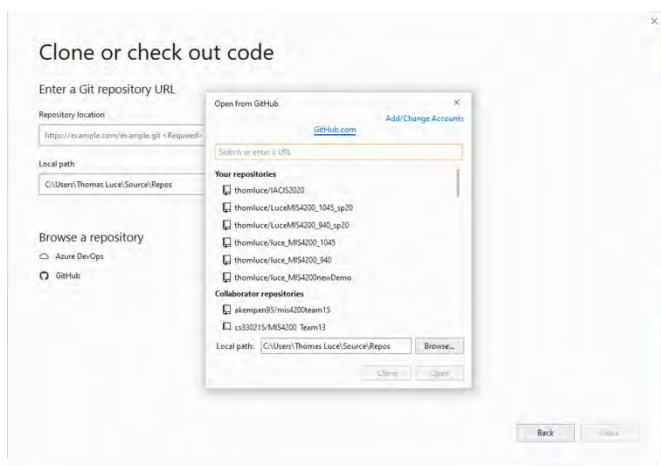 Clone or check out code
Enter a Git repository URL
Repository location
https://example.com/example.git <Required>
Local path
C:\Users\Thomas Luce\Source\Repos
Browse a repository
Azure DevOps
GitHub
Open from GitHub
Add/Change Accounts
GitHub.com
Search or enter a URL
Your repositories
thomluce/IACIS2020
thomluce/LuceMIS4200_1045_sp20
thomluce/LuceMIS4200_940_sp20
thomluce/luce_MIS4200_1045
thomluce/luce_MIS4200_940
thomluce/luce_MIS4200newDemo
Collaborator repositories
akempen95/mis4200team15
cs330215/MIS4200_Team13
Local path: C:\Users\Thomas Luce\Source\Repos Browse...
Clone Open
Back Clone